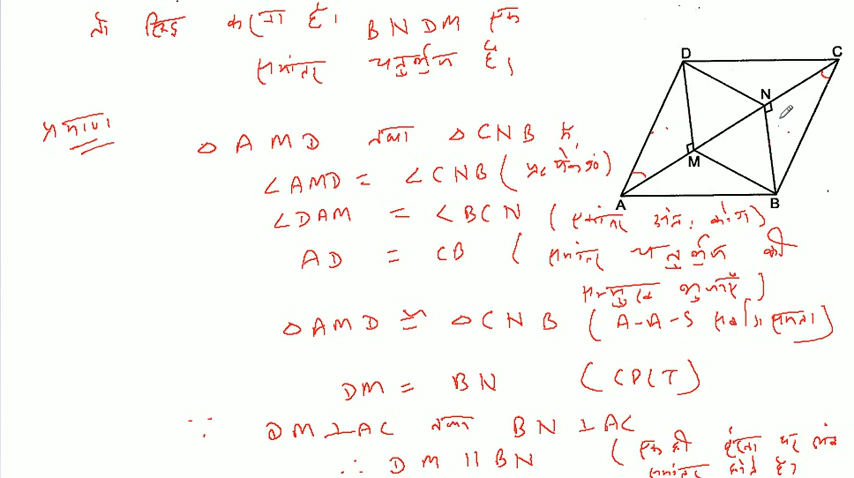 तो सिद्ध करना है। BNDM एक
समांतर चतुर्भुज है।
प्रमाण
△AMD तथा △CNB में
∠AMD = ∠CNB (प्रत्येक 90)
∠DAM = ∠BCN (एकांतर अंतः कोण)
AD = CB (समांतर चतुर्भुज की
सम्मुख भुजाएँ)
△AMD ≅ △CNB (A-A-S सर्वांगसमता)
DM = BN (CPCT)
∵ DM ⊥ AC तथा BN ⊥ AC
∴ DM || BN (एक ही रेखा पर लंब
समांतर होते हैं)
D
C
N
M
A
B